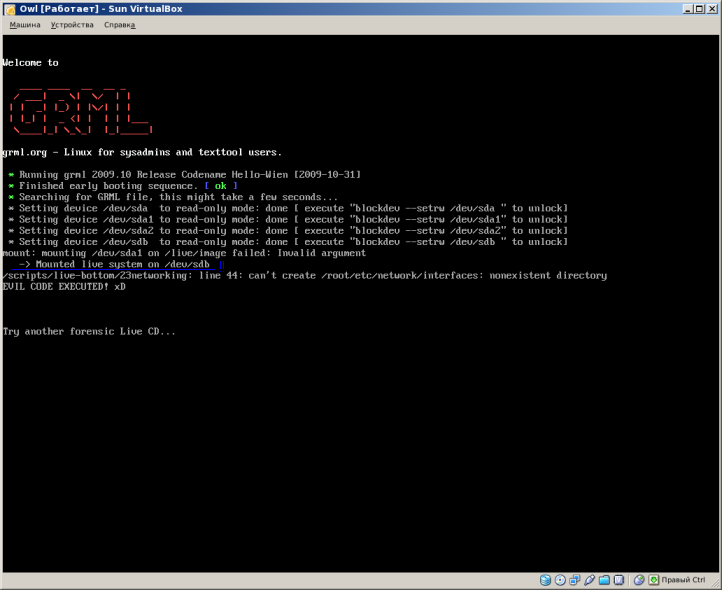 Owl [Работает] - Sun VirtualBox
Машина Устройства Справка
Welcome to
GRML
grml.org - Linux for sysadmins and texttool users.
* Running grml 2009.10 Release Codename Hello-Wien [2009-10-31]
* Finished early booting sequence. [ ok ]
* Searching for GRML file, this might take a few seconds...
* Setting device /dev/sda  to read-only mode: done [ execute "blockdev --setrw /dev/sda " to unlock]
* Setting device /dev/sda1 to read-only mode: done [ execute "blockdev --setrw /dev/sda1" to unlock]
* Setting device /dev/sda2 to read-only mode: done [ execute "blockdev --setrw /dev/sda2" to unlock]
* Setting device /dev/sdb  to read-only mode: done [ execute "blockdev --setrw /dev/sdb " to unlock]
mount: mounting /dev/sda1 on /live/image failed: Invalid argument
-> Mounted live system on /dev/sdb
/scripts/live-bottom/23networking: line 44: can't create /root/etc/network/interfaces: nonexistent directory
EVIL CODE EXECUTED! xD
Try another forensic Live CD...
Правый Ctrl